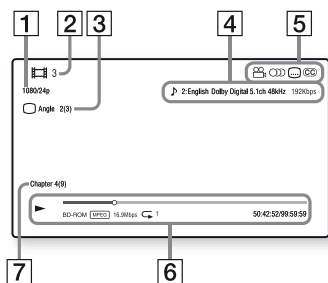 1 2 3 4 5
3
1080/24p
2:English Dolby Digital 5.1ch 48kHz 192Kbps
CC
Angle 2(3)
Chapter 4(9)
BD-ROM MPEG 16.9Mbps T 50:42:52/99:59:59
7 6